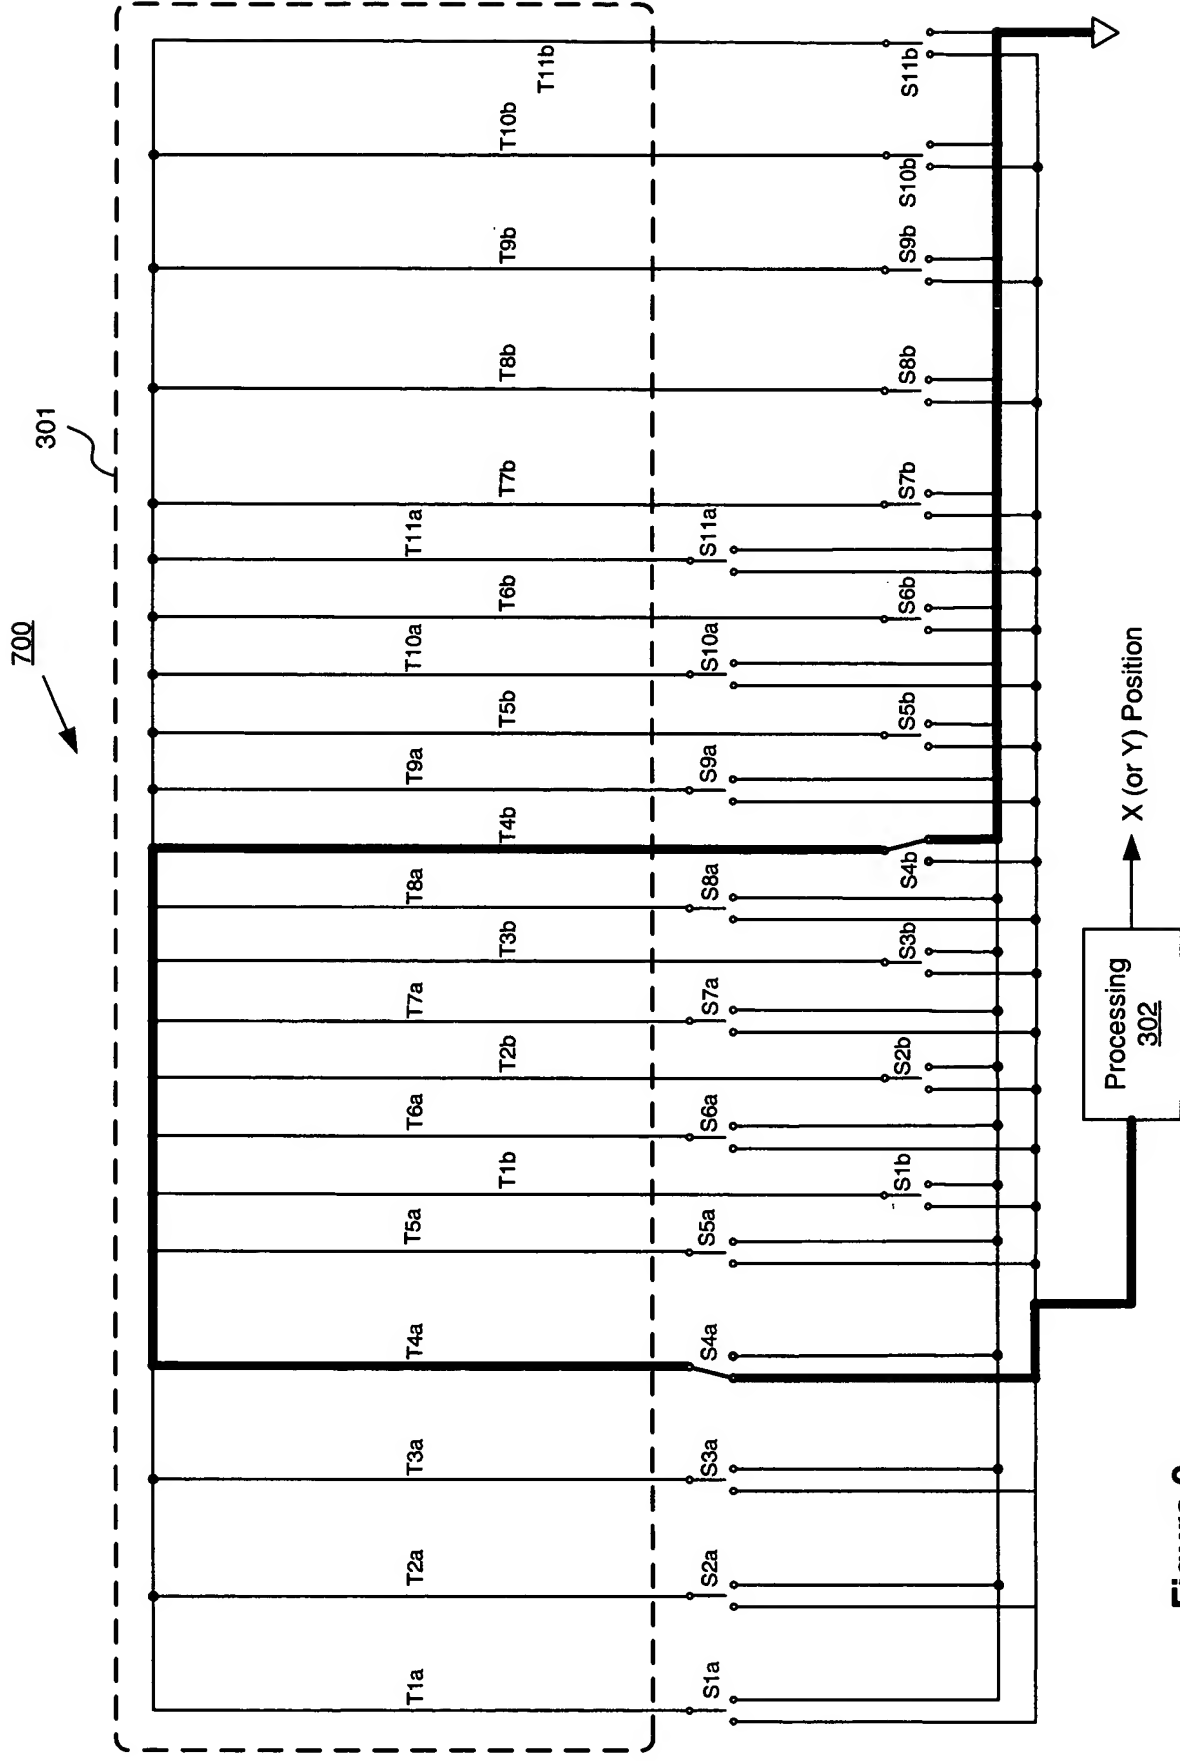 700
301
T1a
T2a
T3a
T4a
T5a
T6a
T7a
T8a
T9a
T10a
T11a
T1b
T2b
T3b
T4b
T5b
T6b
T7b
T8b
T9b
T10b
T11b
S1a
S2a
S3a
S4a
S5a
S6a
S7a
S8a
S9a
S10a
S11a
S1b
S2b
S3b
S4b
S5b
S6b
S7b
S8b
S9b
S10b
S11b
Processing
302
X (or Y) Position
Figure